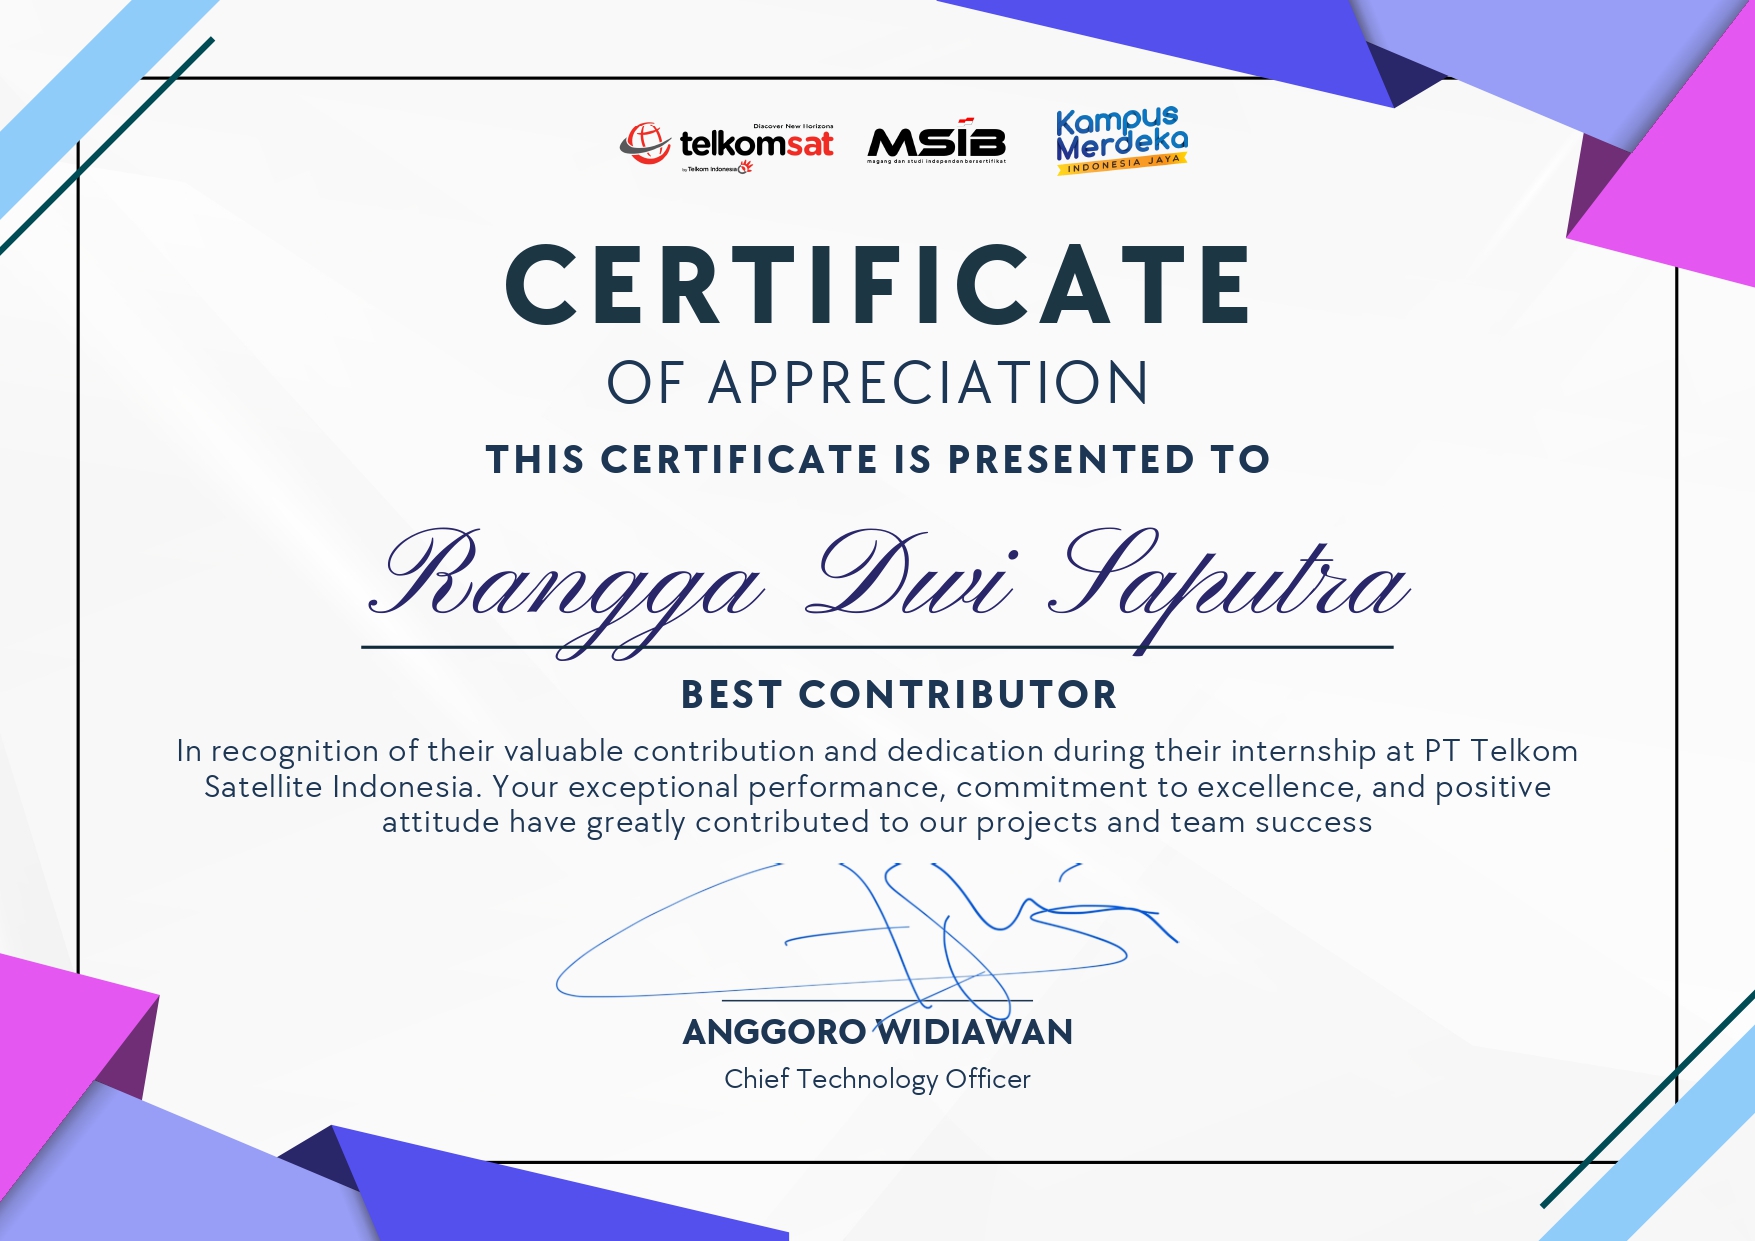 Discover New Horizons
telkomsat
by Telkom Indonesia
MSIB
magang dan studi independen bersertifikat
Kampus
Merdeka
INDONESIA JAYA
CERTIFICATE
OF APPRECIATION
THIS CERTIFICATE IS PRESENTED TO
Rangga Dwi Saputra
BEST CONTRIBUTOR
In recognition of their valuable contribution and dedication during their internship at PT Telkom
Satellite Indonesia. Your exceptional performance, commitment to excellence, and positive
attitude have greatly contributed to our projects and team success
ANGGORO WIDIAWAN
Chief Technology Officer